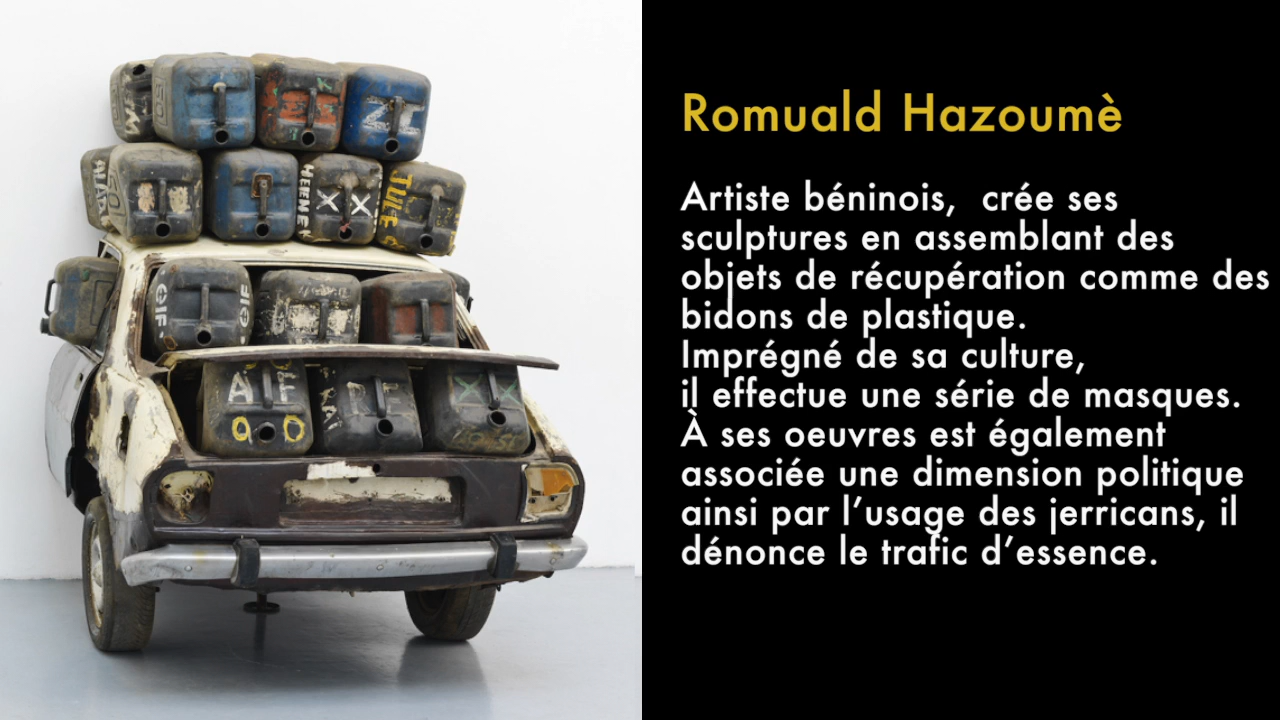 Romuald Hazoumè
Artiste béninois,  crée ses
sculptures en assemblant des
objets de récupération comme des
bidons de plastique.
Imprégné de sa culture,
il effectue une série de masques.
À ses oeuvres est également
associée une dimension politique
ainsi par l’usage des jerricans, il
dénonce le trafic d’essence.
X X
JULE
A F
O O